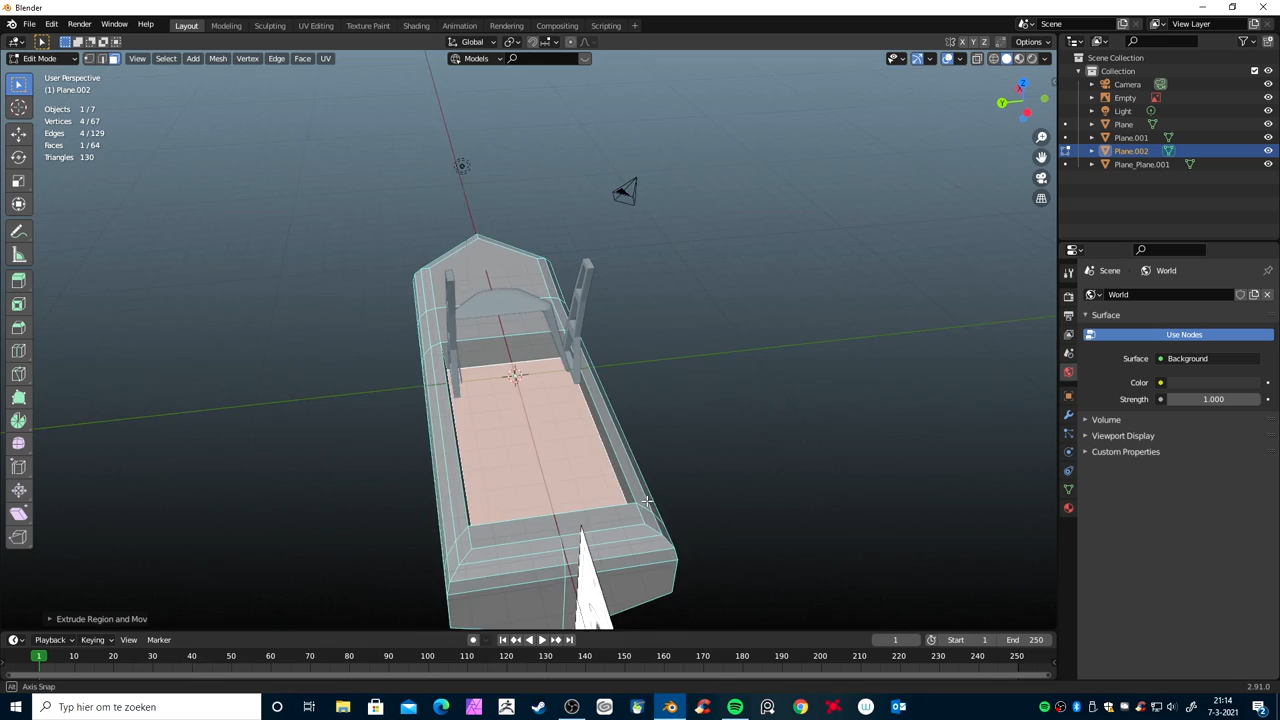 Blender
File Edit Render Window Help Layout Modeling Sculpting UV Editing Texture Paint Shading Animation Rendering Compositing Scripting + Scene View Layer
Global X Y Z Options
Edit Mode View Select Add Mesh Vertex Edge Face UV Models
Scene Collection
Collection
Camera
Empty
Light
Plane
Plane.001
Plane.002
Plane_Plane.001
User Perspective
(1) Plane.002
Objects 1 / 7
Vertices 4 / 67
Edges 4 / 129
Faces 1 / 64
Triangles 130
X
Y
Z
Scene World
World
Surface
Use Nodes
Surface Background
Color
Strength 1.000
Volume
Viewport Display
Custom Properties
Extrude Region and Mov
Playback Keying View Marker 1 Start 1 End 250
1 10 20 30 40 50 60 70 80 90 100 110 120 130 140 150 160 170 180 190 200 210 220 230 240 250
Alt Axis Snap 2.91.0
Typ hier om te zoeken
21:14
7-3-2021
2